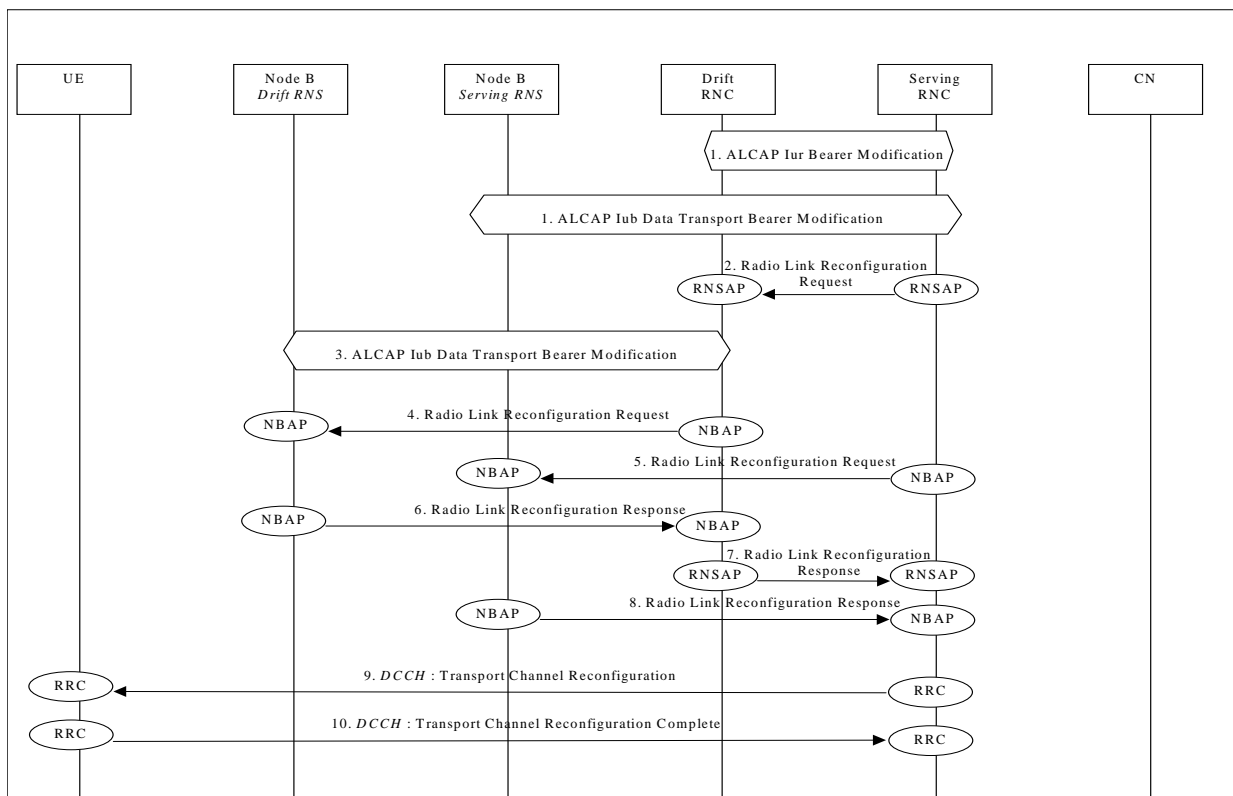 UE
Node B
Drift RNS
Node B
Serving RNS
Drift
RNC
Serving
RNC
CN
1. ALCAP Iur Bearer Modification
1. ALCAP Iub Data Transport Bearer Modification
2. Radio Link Reconfiguration
Request
RNSAP
RNSAP
3. ALCAP Iub Data Transport Bearer Modification
4. Radio Link Reconfiguration Request
NBAP
NBAP
5. Radio Link Reconfiguration Request
NBAP
NBAP
6. Radio Link Reconfiguration Response
NBAP
NBAP
7. Radio Link Reconfiguration
Response
RNSAP
RNSAP
8. Radio Link Reconfiguration Response
NBAP
NBAP
9. DCCH : Transport Channel Reconfiguration
RRC
RRC
10. DCCH : Transport Channel Reconfiguration Complete
RRC
RRC